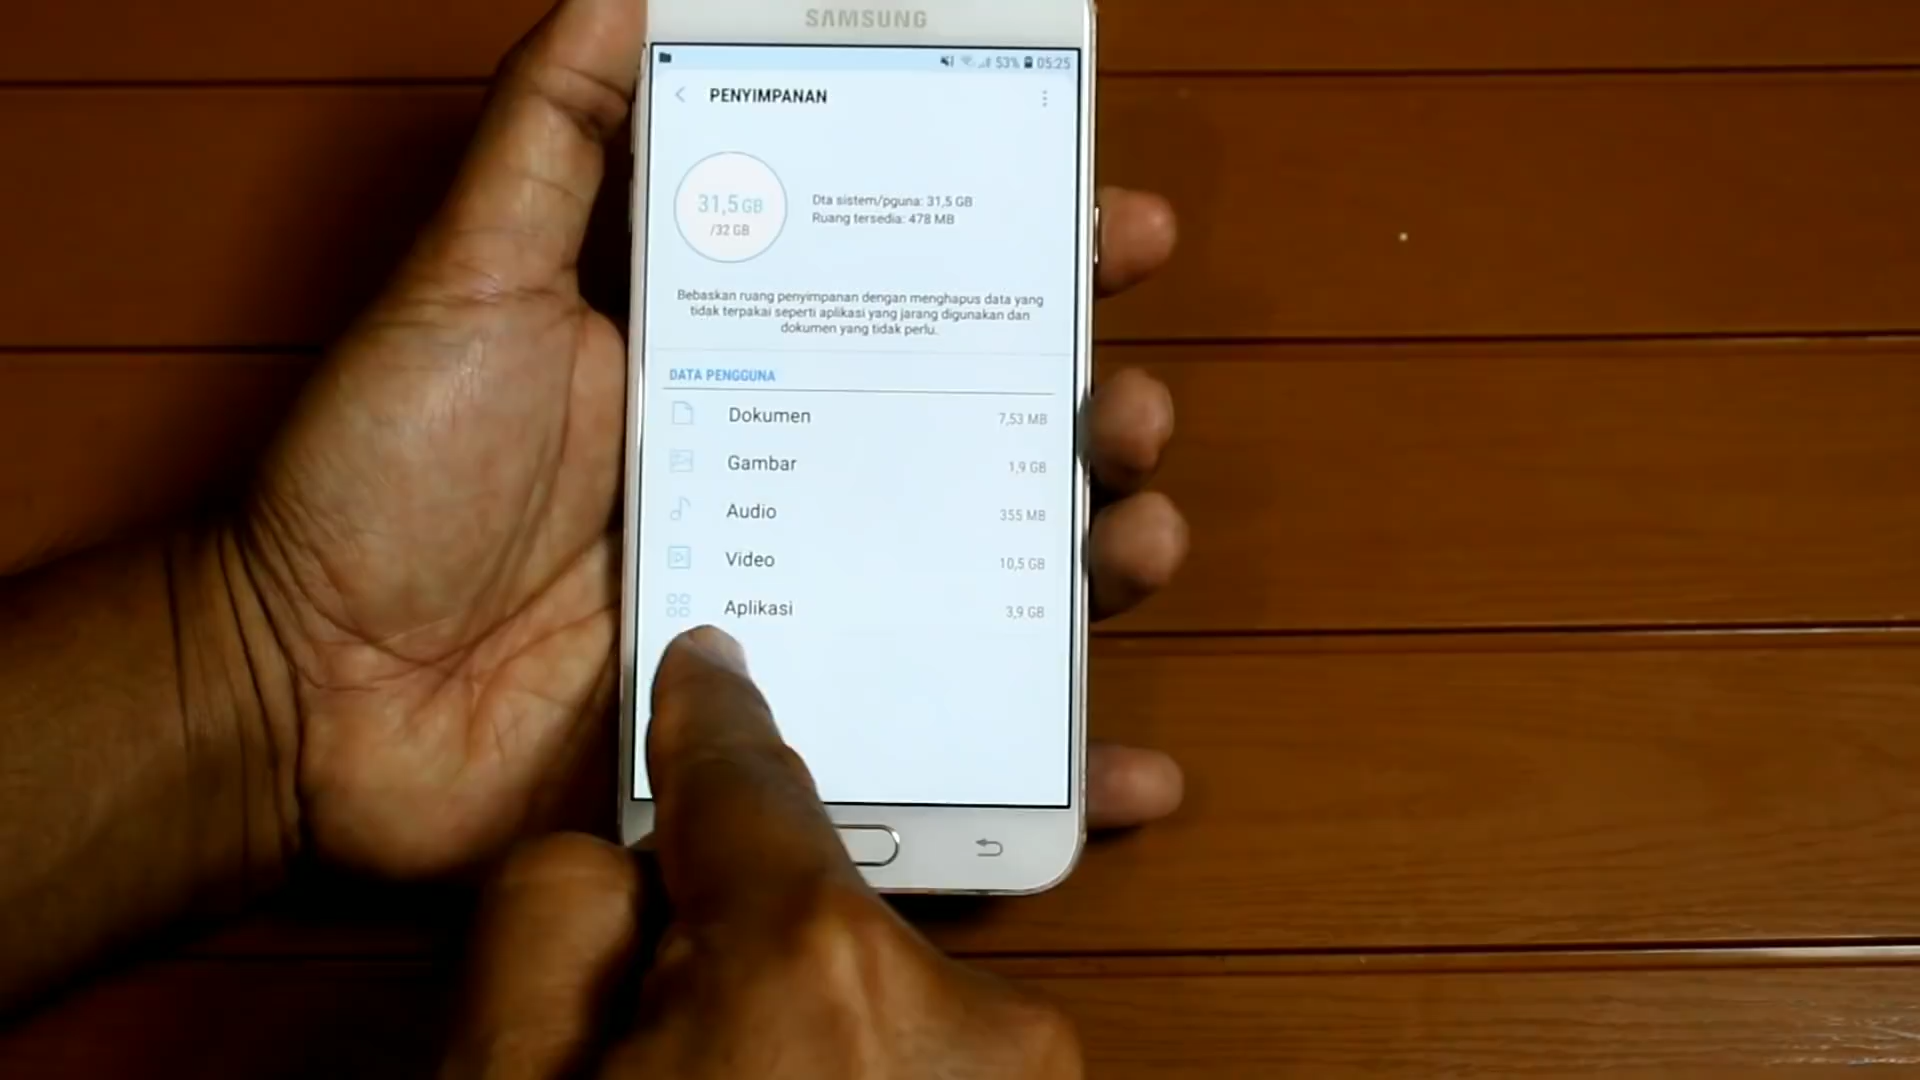 SAMSUNG
53% 05:25
PENYIMPANAN
31,5 GB
/32 GB
Dta sistem/pguna: 31,5 GB
Ruang tersedia: 478 MB
Bebaskan ruang penyimpanan dengan menghapus data yang
tidak terpakai seperti aplikasi yang jarang digunakan dan
dokumen yang tidak perlu.
DATA PENGGUNA
Dokumen 7,53 MB
Gambar 1,9 GB
Audio 355 MB
Video 10,5 GB
Aplikasi 3,9 GB